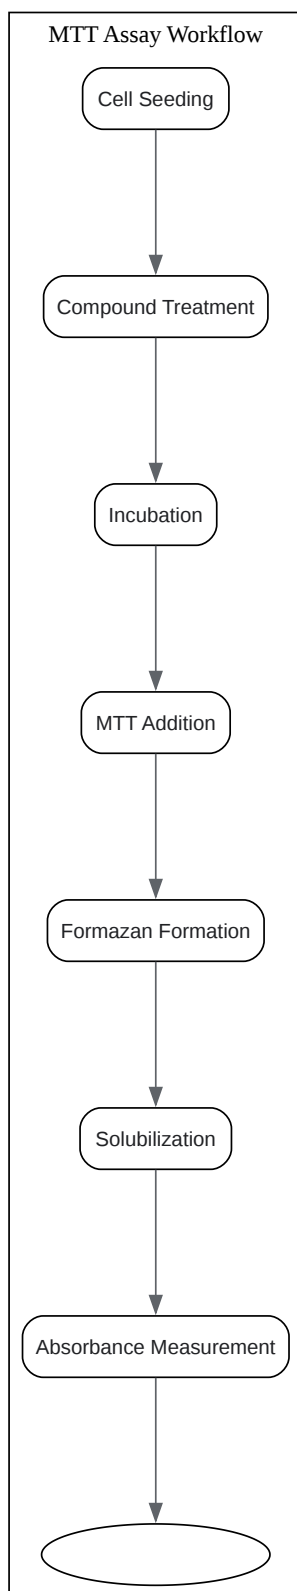 MTT Assay Workflow
Cell Seeding
Compound Treatment
Incubation
MTT Addition
Formazan Formation
Solubilization
Absorbance Measurement